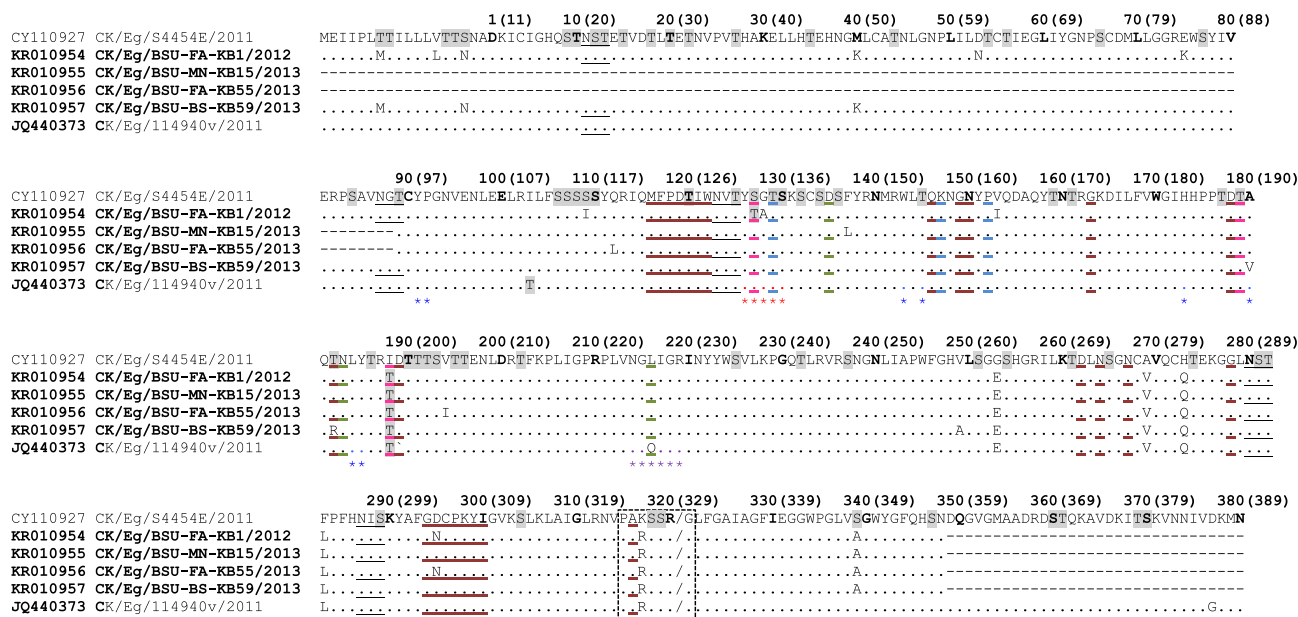 1 (11) 10 (20) 20 (30) 30 (40) 40 (50) 50 (59) 60 (69) 70 (79) 80 (88)
CY110927 CK/Eg/S4454E/2011 MEIIPLTTILLLVTTSNADKICIGHQSTNSTETVDTLTETNVPVTHAKELLHTEHNGMLCATNLGNPLILDTCTIEGLIYGNPSCDMLLGGREWSYIV
KR010954 CK/Eg/BSU-FA-KB1/2012 ......M.....L..N.........................................K............N.....................K.....
KR010955 CK/Eg/BSU-MN-KB15/2013 --------------------------------------------------------------------------------------------------
KR010956 CK/Eg/BSU-FA-KB55/2013 --------------------------------------------------------------------------------------------------
KR010957 CK/Eg/BSU-BS-KB59/2013 ......M........N.........................................K........................................
JQ440373 CK/Eg/114940v/2011 ..................................................................................................
90 (97) 100 (107) 110 (117) 120 (126) 130 (136) 140 (150) 150 (160) 160 (170) 170 (180) 180 (190)
CY110927 CK/Eg/S4454E/2011 ERPSAVNGTCYPGNVENLEELRILFSSSSSYQRIQMFPDTIWNVTYSGTSKSCSDSFYRNMRWLTQKNGNYPVQDAQYTNTRGKDILFVWGIHHPPTDTA
KR010954 CK/Eg/BSU-FA-KB1/2012 ............................I.................TA........................I...........................
KR010955 CK/Eg/BSU-MN-KB15/2013 --------................................................L...........................................
KR010956 CK/Eg/BSU-FA-KB55/2013 --------.......................L....................................................................
KR010957 CK/Eg/BSU-BS-KB59/2013 ...................................................................................................V
JQ440373 CK/Eg/114940v/2011 ......................T.............................................................................
** ***** * * * *
190 (200) 200 (210) 210 (220) 220 (230) 230 (240) 240 (250) 250 (260) 260 (269) 270 (279) 280 (289)
CY110927 CK/Eg/S4454E/2011 QTNLYTRIDTTTSVTTENLDRTFKPLIGPRPLVNGLIGRINYYWSVLKPGQTLRVRSNGNLIAPWFGHVLSGGSHGRILKTDLNSGNCAVQCHTEKGGLNST
KR010954 CK/Eg/BSU-FA-KB1/2012 .......T................................................................E...............V...Q.........
KR010955 CK/Eg/BSU-MN-KB15/2013 .......T................................................................E...............V...Q.........
KR010956 CK/Eg/BSU-FA-KB55/2013 .......T.....I..........................................................E...............V...Q.........
KR010957 CK/Eg/BSU-BS-KB59/2013 .R.....T............................................................A...E...............V...Q.........
JQ440373 CK/Eg/114940v/2011 .......T`..........................Q....................................E...............V...Q.........
** ******
290 (299) 300 (309) 310 (319) 320 (329) 330 (339) 340 (349) 350 (359) 360 (369) 370 (379) 380 (389)
CY110927 CK/Eg/S4454E/2011 FPFHNISKYAFGDCPKYIGVKSLKLAIGLRNVPAKSSR/GLFGAIAGFIEGGWPGLVSGWYGFQHSNDQGVGMAADRDSTQKAVDKITSKVNNIVDKMN
KR010954 CK/Eg/BSU-FA-KB1/2012 L...........N.....................R.../..................A.........--------------------------------
KR010955 CK/Eg/BSU-MN-KB15/2013 L.................................R.../..................A.........--------------------------------
KR010956 CK/Eg/BSU-FA-KB55/2013 L...........N.....................R.../..................A.........--------------------------------
KR010957 CK/Eg/BSU-BS-KB59/2013 L.................................R.../..................A.........--------------------------------
JQ440373 CK/Eg/114940v/2011 L.................................R.../........................................................G...